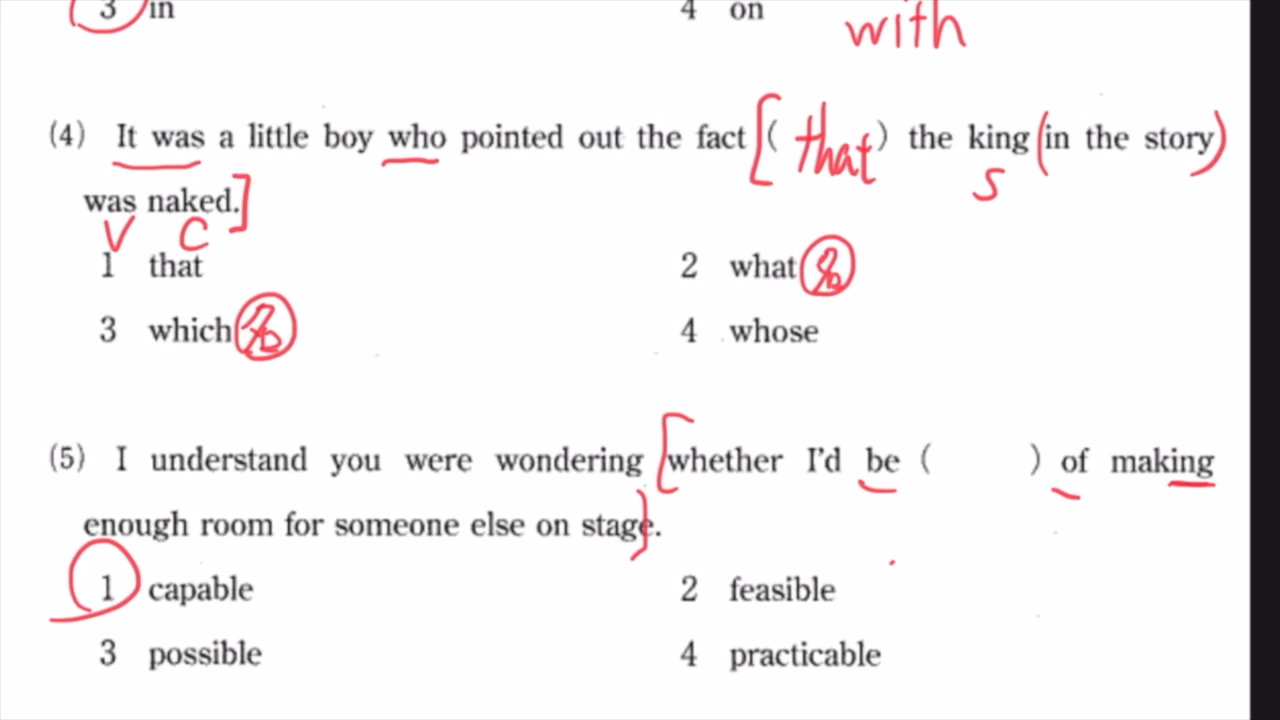 3 in 4 on with
(4) It was a little boy who pointed out the fact [( that ) the king (in the story)
S
was naked.]
V C
1 that 2 what
3 which 4 whose
(5) I understand you were wondering [whether I'd be ( ) of making
enough room for someone else on stage].
1 capable 2 feasible
3 possible 4 practicable